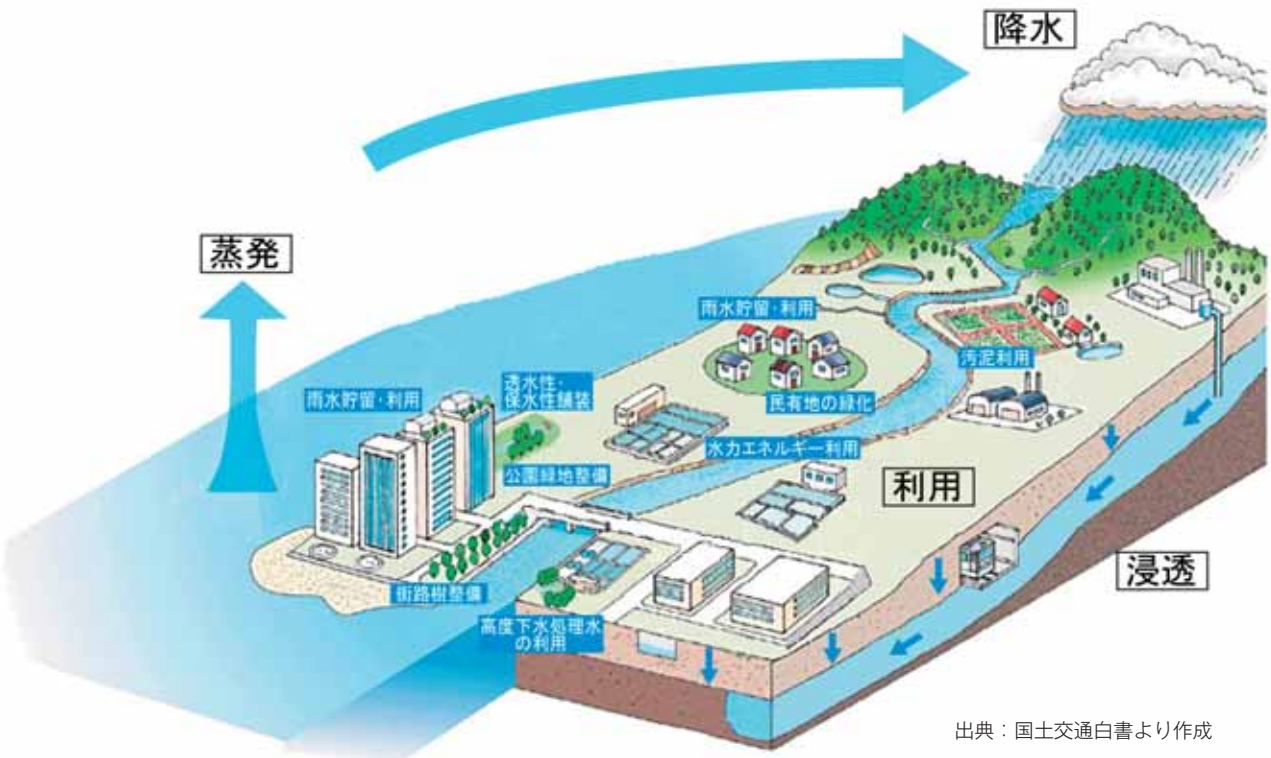 降水
蒸発
雨水貯留・利用
汚泥利用
透水性・
保水性舗装
雨水貯留・利用
民有地の緑化
水力エネルギー利用
公園緑地整備
利用
浸透
街路樹整備
高度下水処理水
の利用
出典：国土交通白書より作成